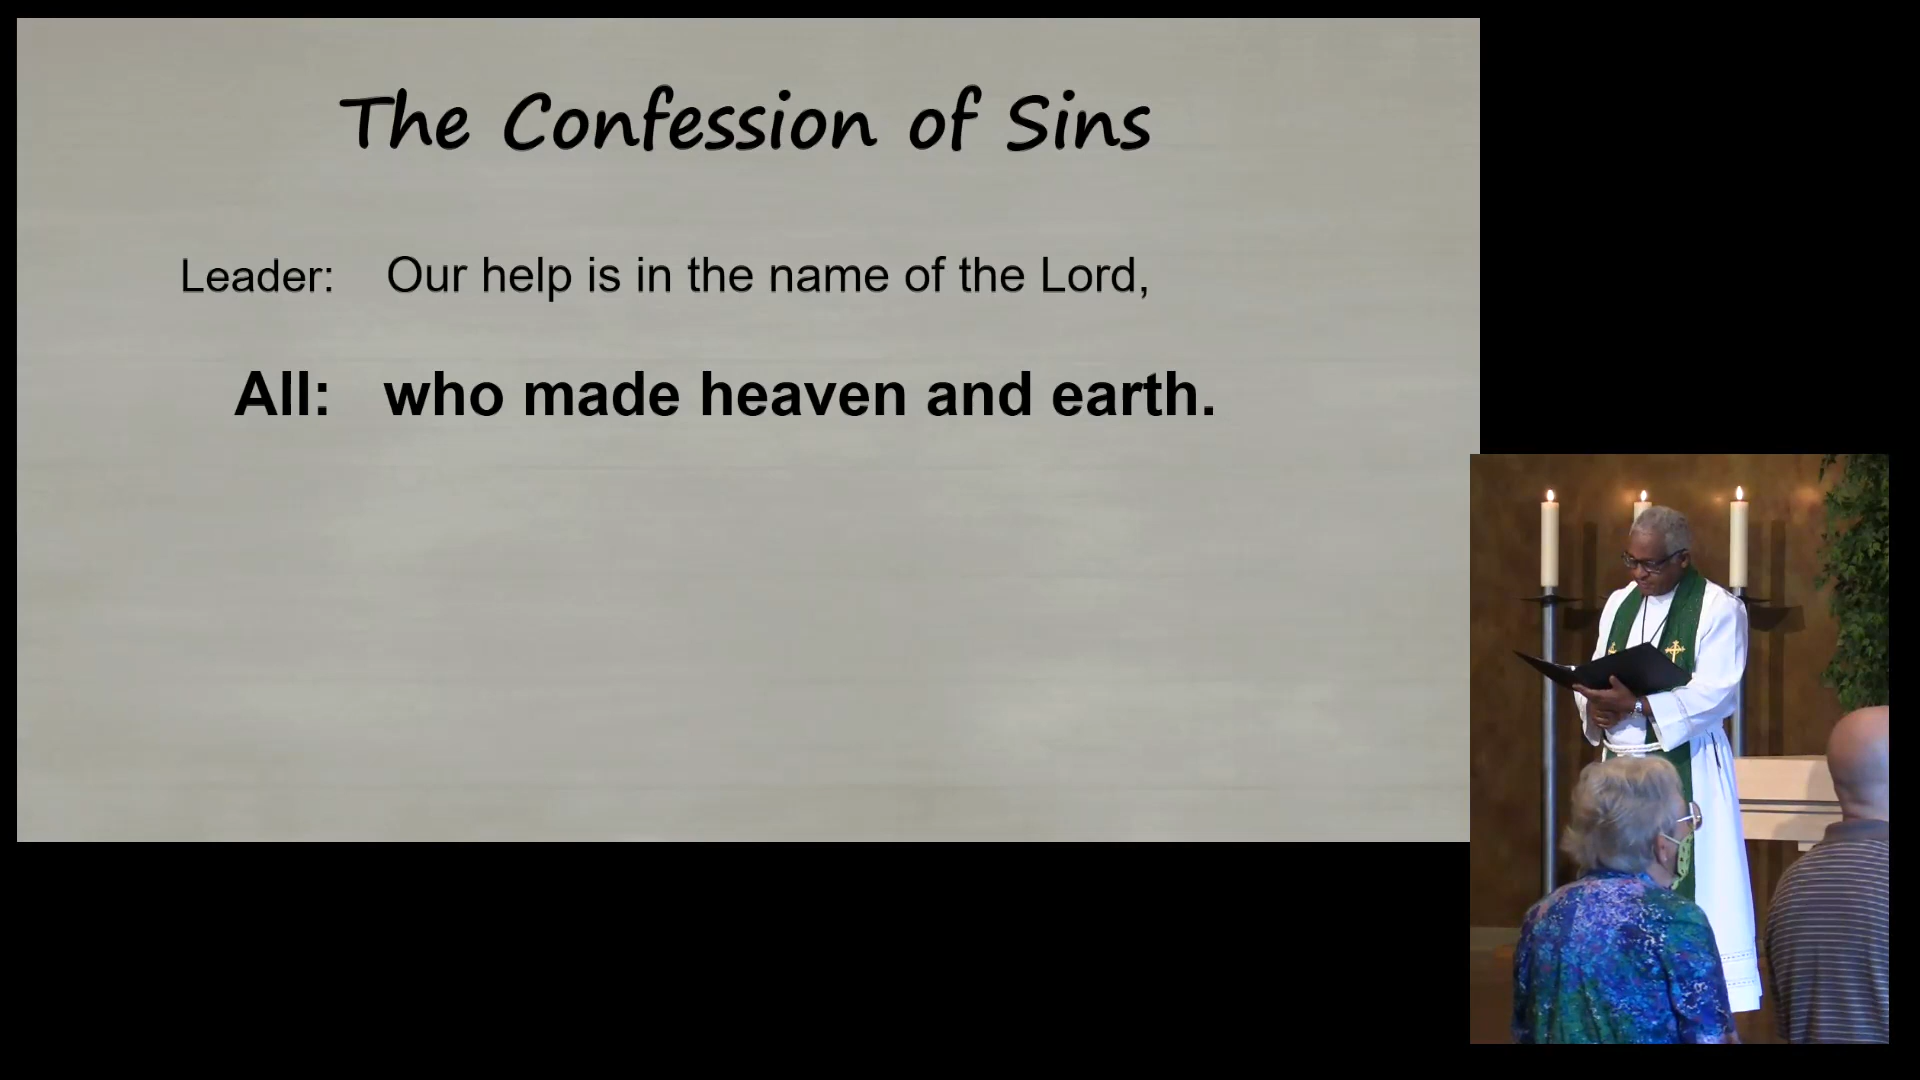 The Confession of Sins
Leader: Our help is in the name of the Lord,
All: who made heaven and earth.